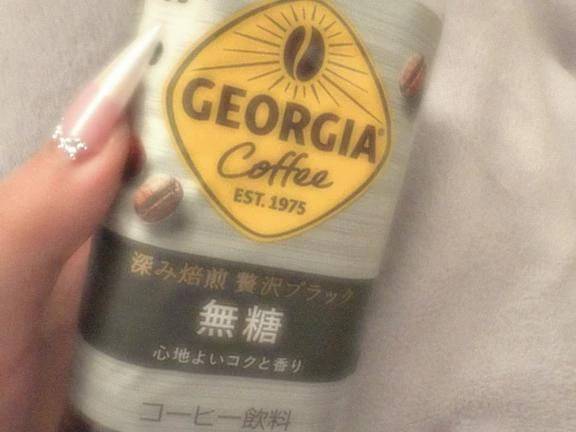 GEORGIA
Coffee
EST. 1975
深み焙煎 贅沢ブラック
無糖
心地よいコクと香り
コーヒー飲料